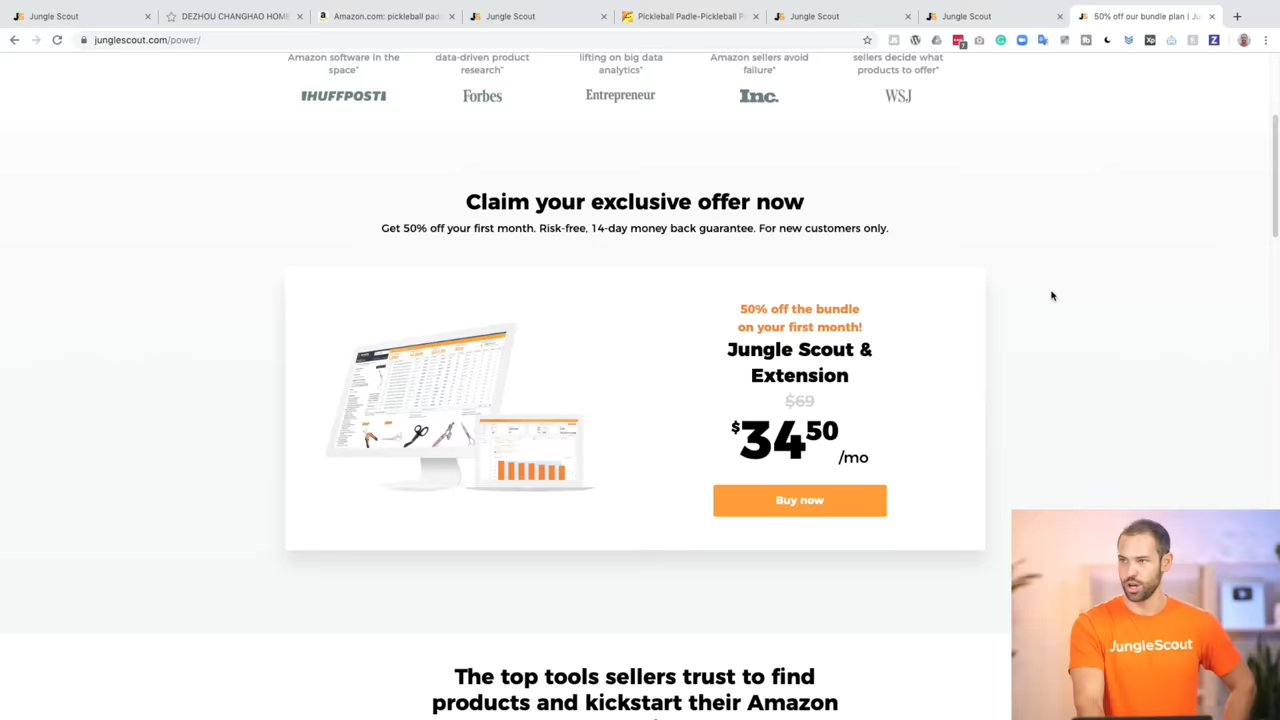 Jungle Scout
DEZHOU CHANGHAO HOME
Amazon.com: pickleball pad
Jungle Scout
Pickleball Padle-Pickleball P
Jungle Scout
Jungle Scout
50% off our bundle plan | Ju
junglescout.com/power/
Amazon software in the
space"
data-driven product
research"
lifting on big data
analytics"
Amazon sellers avoid
failure"
sellers decide what
products to offer"
IHUFFPOSTI
Forbes
Entrepreneur
Inc.
WSJ
Claim your exclusive offer now
Get 50% off your first month. Risk-free, 14-day money back guarantee. For new customers only.
50% off the bundle
on your first month!
Jungle Scout &
Extension
$69
$34 50
/mo
Buy now
JungleScout
The top tools sellers trust to find
products and kickstart their Amazon